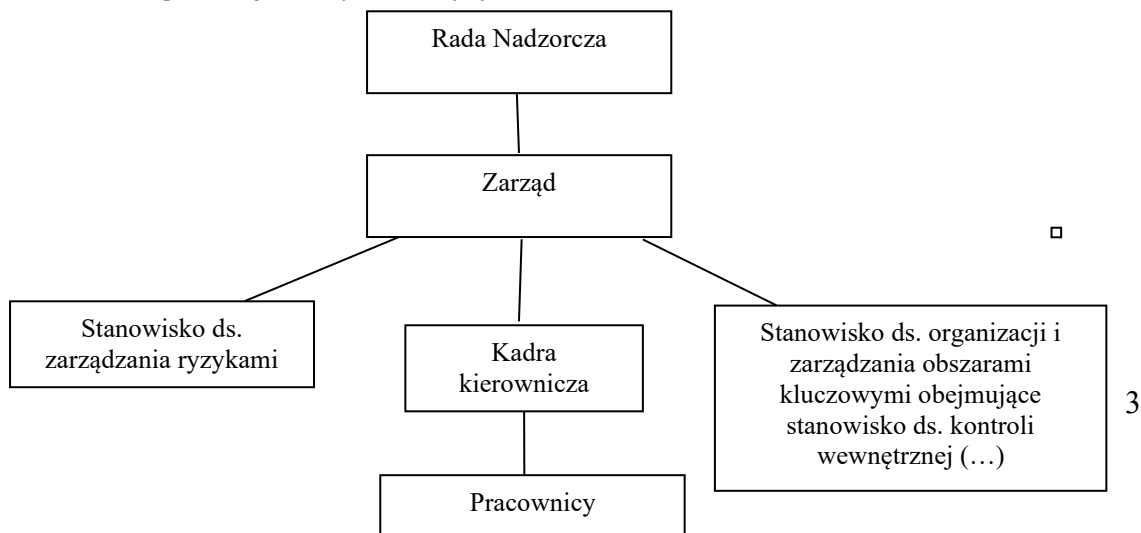 Rada Nadzorcza
Zarząd
Stanowisko ds.
zarządzania ryzykami
Kadra
kierownicza
Stanowisko ds. organizacji i
zarządzania obszarami
kluczowymi obejmujące
stanowisko ds. kontroli
wewnętrznej (…)
3
Pracownicy